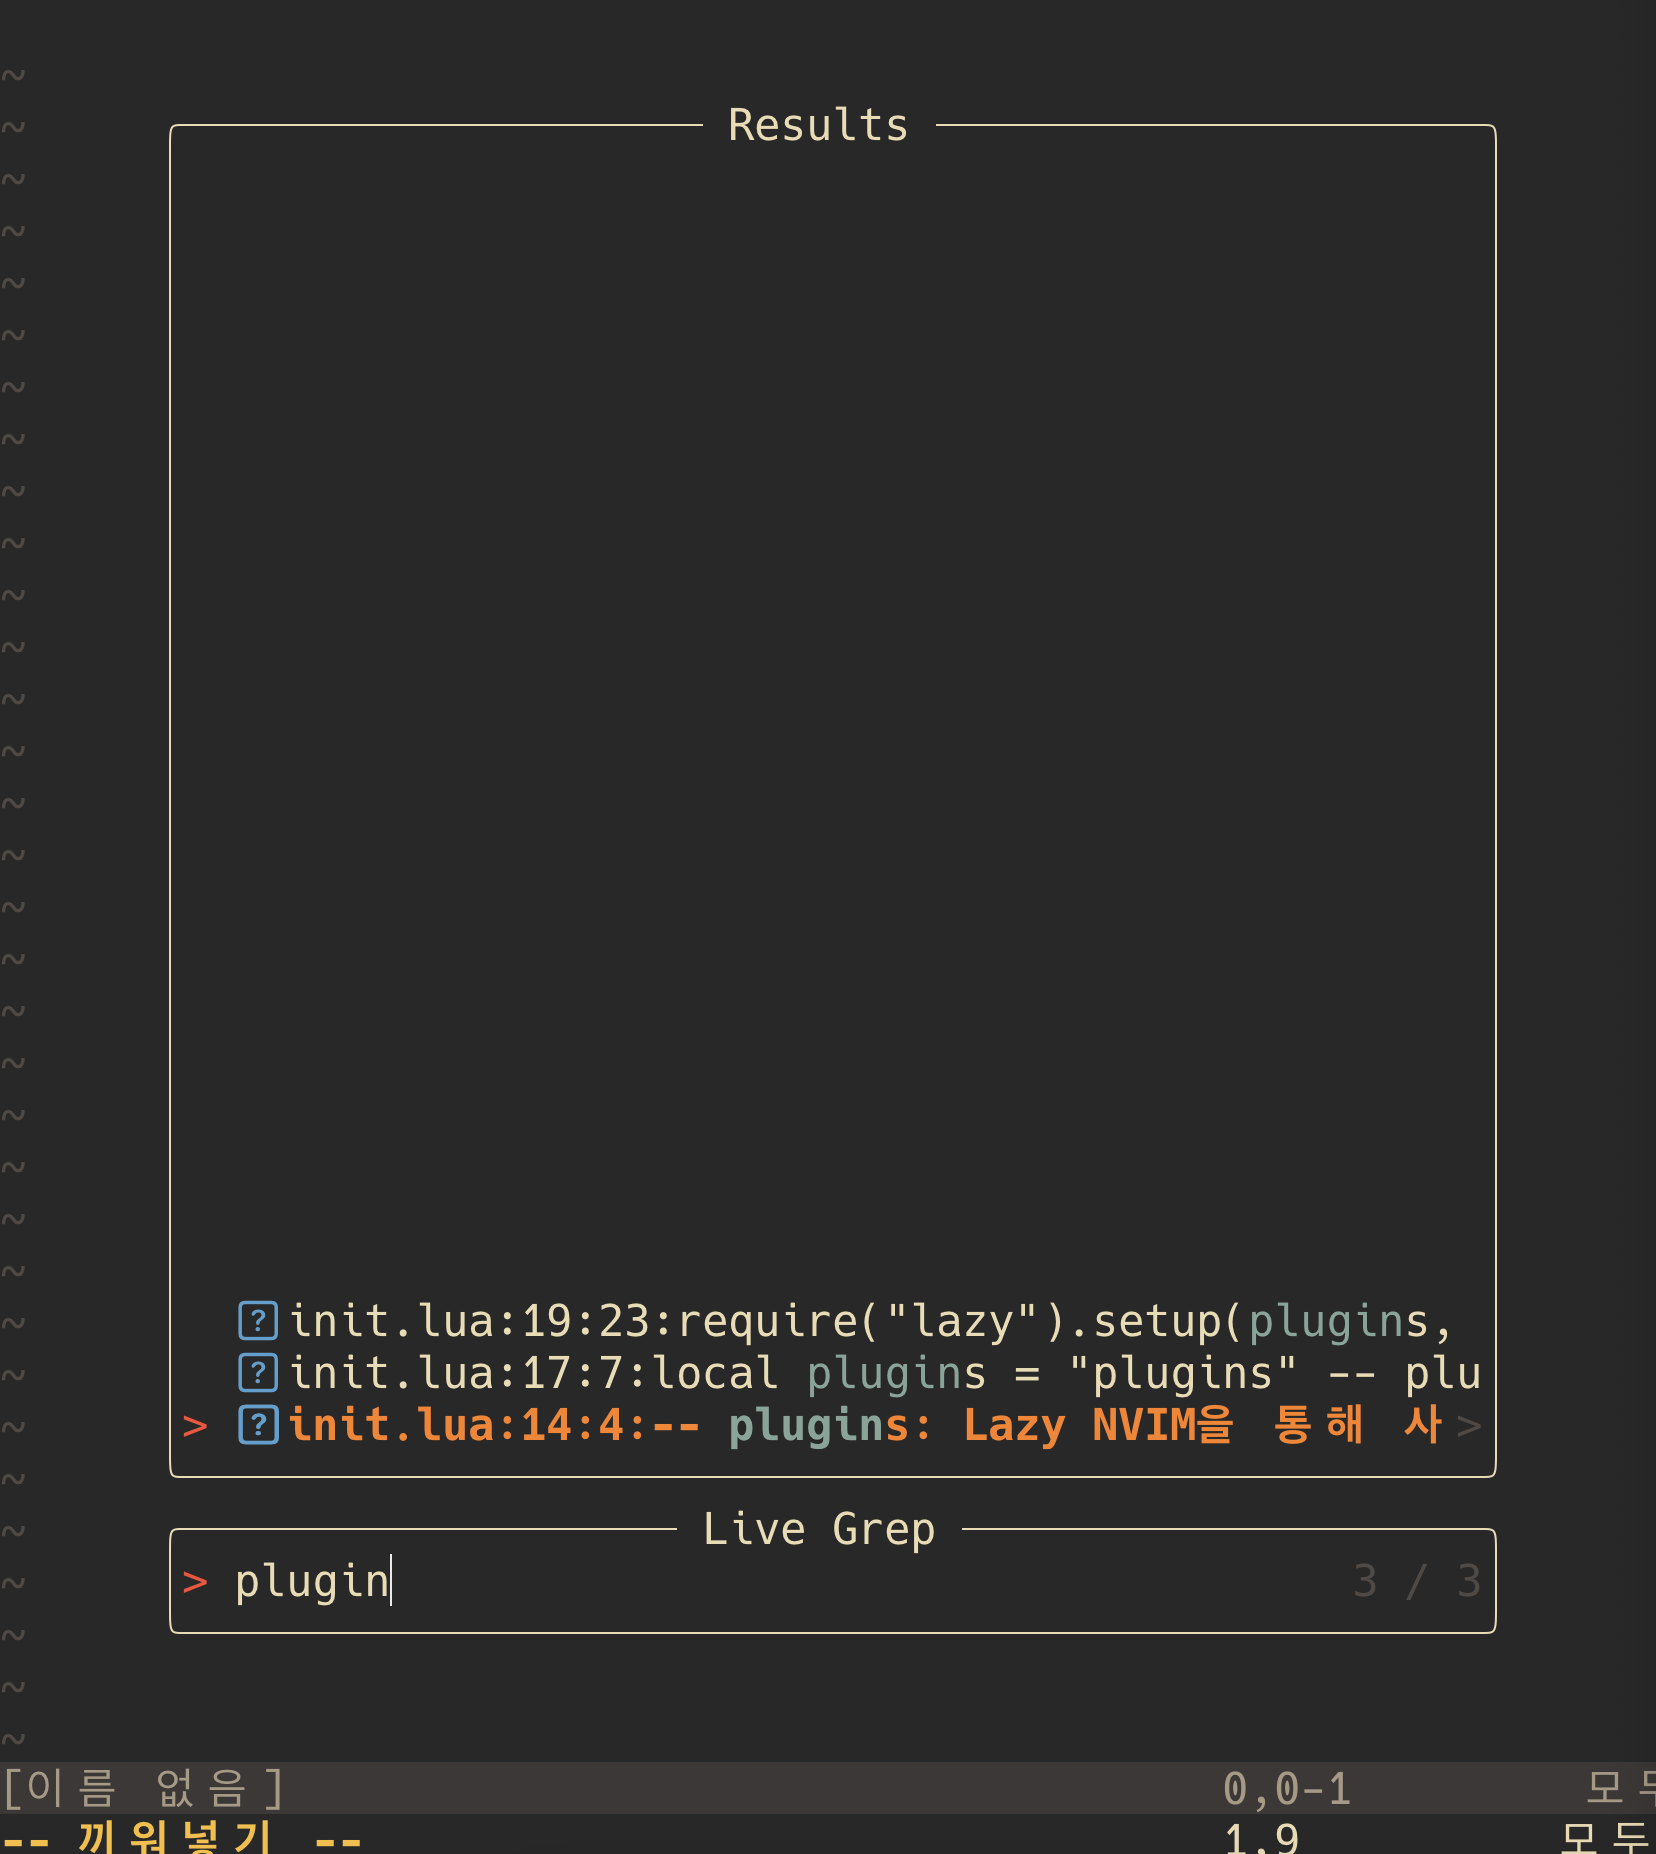 Results
init.lua:19:23:require("lazy").setup(plugins,
init.lua:17:7:local plugins = "plugins" -- plu
> init.lua:14:4:-- plugins: Lazy NVIM을 통해 사>
Live Grep
> plugin 3 / 3
[이름 없음] 0,0-1 모두
-- 끼워넣기 -- 1,9 모두